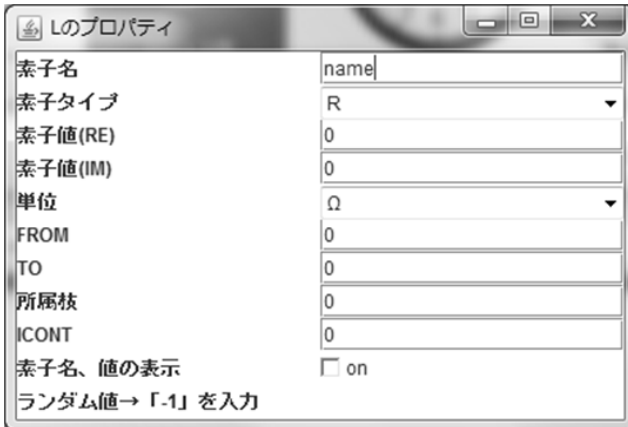 Lのプロパティ
素子名 name
素子タイプ R
素子値(RE) 0
素子値(IM) 0
単位 Ω
FROM 0
TO 0
所属枝 0
ICONT 0
素子名、値の表示 on
ランダム値→「-1」を入力